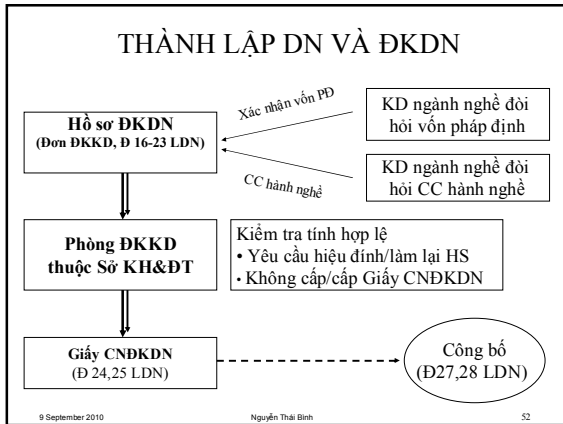 THÀNH LẬP DN VÀ ĐKDN
Xác nhận vốn PĐ
Hồ sơ ĐKDN
(Đơn ĐKKD, Đ 16-23 LDN)
KD ngành nghề đòi
hỏi vốn pháp định
CC hành nghề
KD ngành nghề đòi
hỏi CC hành nghề
Phòng ĐKKD
thuộc Sở KH&ĐT
Kiểm tra tính hợp lệ
• Yêu cầu hiệu đính/làm lại HS
• Không cấp/cấp Giấy CNĐKDN
Giấy CNĐKDN
(Đ 24,25 LDN)
Công bố
(Đ27,28 LDN)
9 September 2010
Nguyễn Thái Bình
52